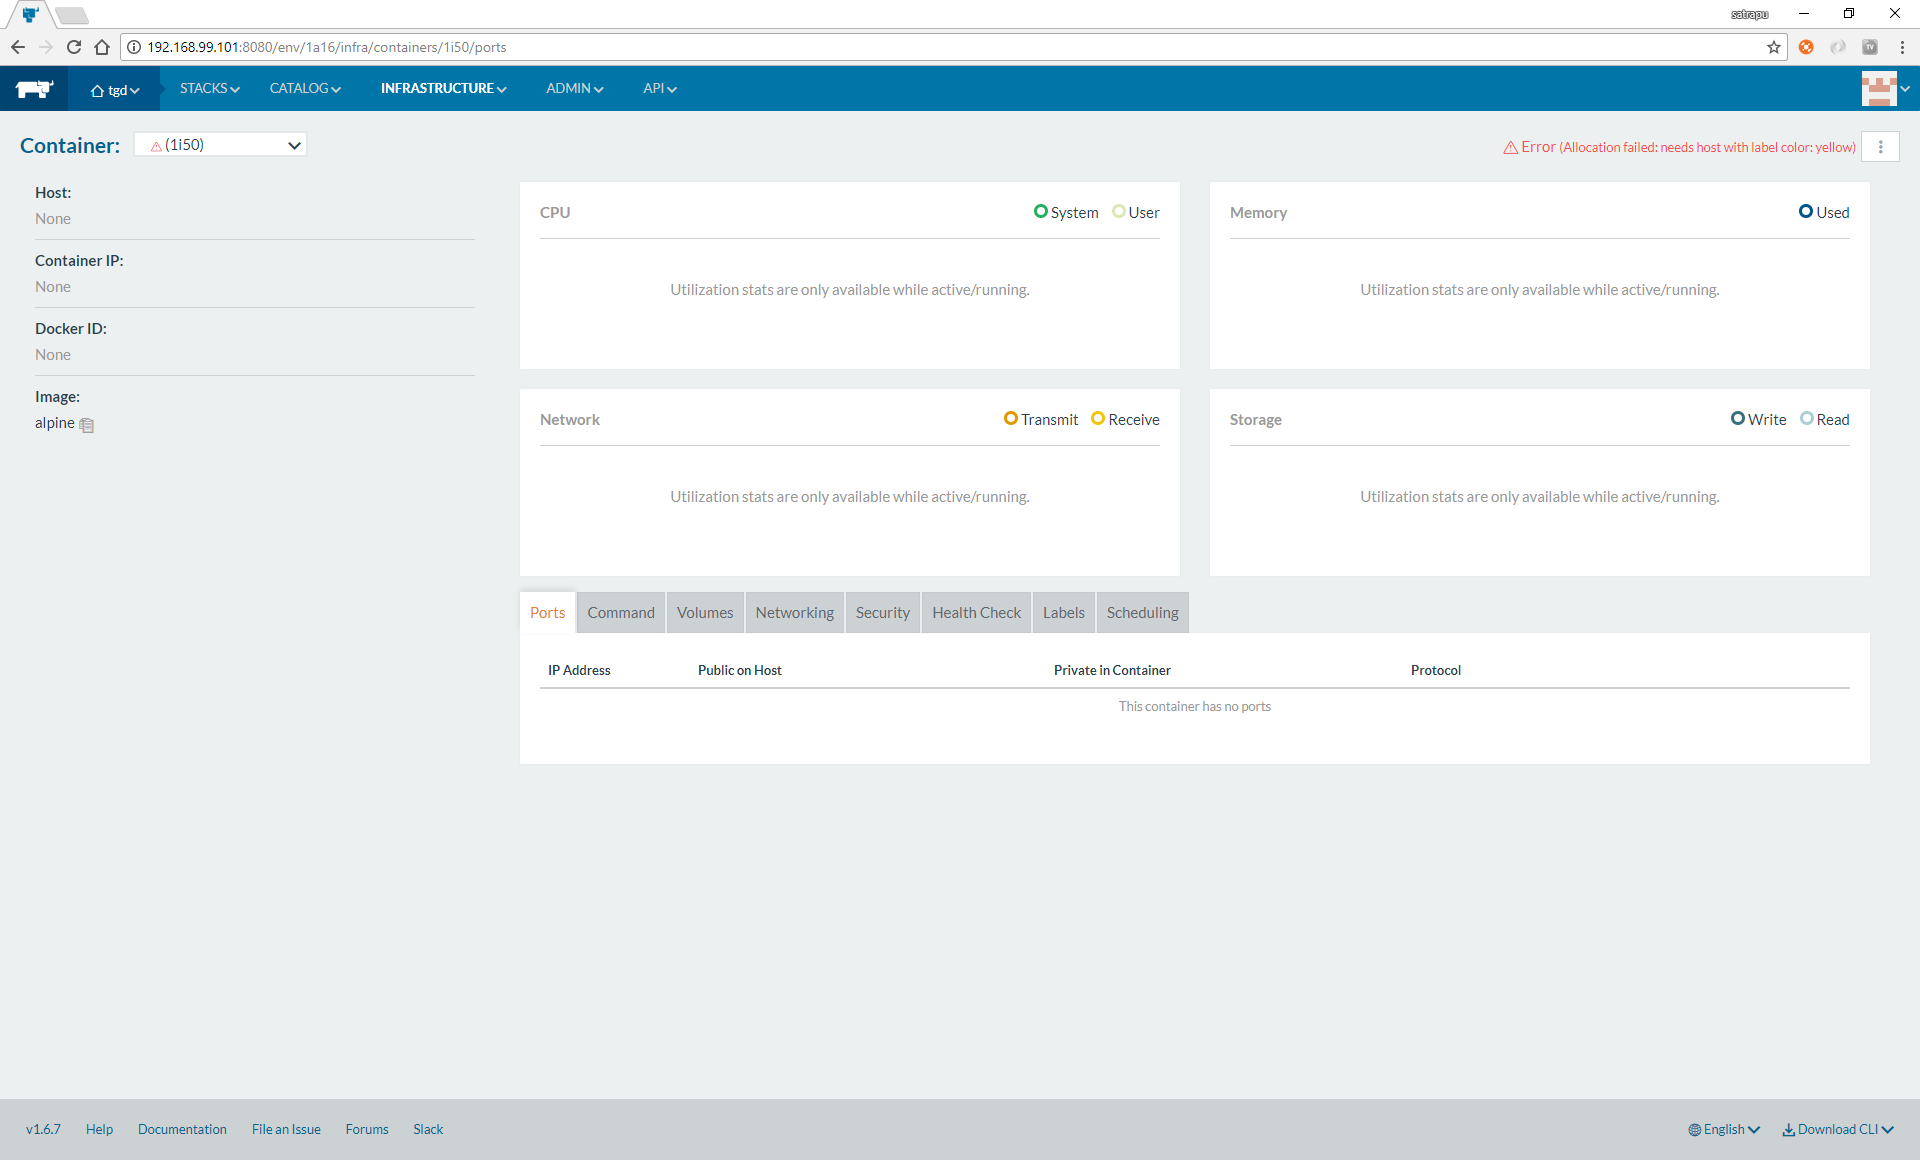 satrapu
192.168.99.101:8080/env/1a16/infra/containers/1i50/ports
TV
tgd
STACKS
CATALOG
INFRASTRUCTURE
ADMIN
API
Container:
(1i50)
Error (Allocation failed: needs host with label color: yellow)
Host:
None
Container IP:
None
Docker ID:
None
Image:
alpine
CPU
System
User
Utilization stats are only available while active/running.
Memory
Used
Utilization stats are only available while active/running.
Network
Transmit
Receive
Utilization stats are only available while active/running.
Storage
Write
Read
Utilization stats are only available while active/running.
Ports
Command
Volumes
Networking
Security
Health Check
Labels
Scheduling
IP Address
Public on Host
Private in Container
Protocol
This container has no ports
v1.6.7
Help
Documentation
File an Issue
Forums
Slack
English
Download CLI